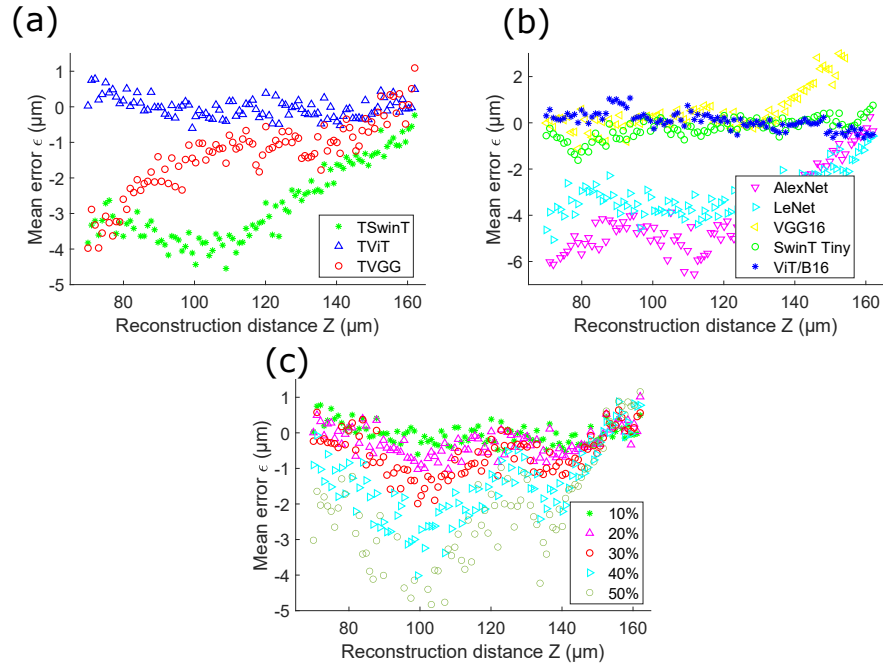 (a)
1
0
-1
-2
-3
-4
-5
80
100
120
140
160
Mean error ϵ (µm)
Reconstruction distance Z (µm)
TSwinT
TViT
TVGG
(b)
2
0
-2
-4
-6
80
100
120
140
160
Mean error ϵ (µm)
Reconstruction distance Z (µm)
AlexNet
LeNet
VGG16
SwinT Tiny
ViT/B16
(c)
1
0
-1
-2
-3
-4
-5
80
100
120
140
160
Mean error ϵ (µm)
Reconstruction distance Z (µm)
10%
20%
30%
40%
50%